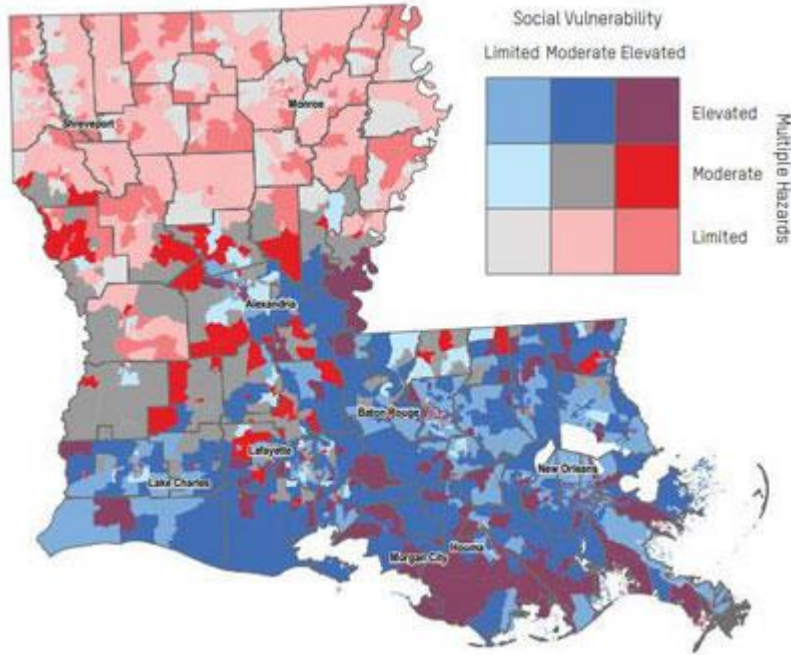 Social Vulnerability
Limited Moderate Elevated
Elevated
Moderate
Limited
Multiple Hazards
Shreveport
Monroe
Alexandria
Baton Rouge
Lafayette
Lake Charles
New Orleans
Houma
Morgan City